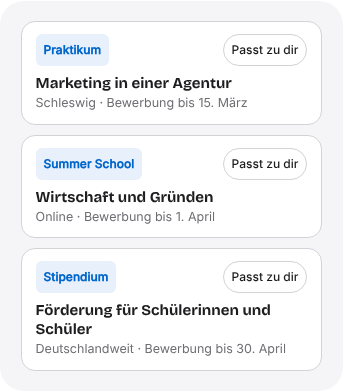 Praktikum
Passt zu dir
Marketing in einer Agentur
Schleswig · Bewerbung bis 15. März
Summer School
Passt zu dir
Wirtschaft und Gründen
Online · Bewerbung bis 1. April
Stipendium
Passt zu dir
Förderung für Schülerinnen und
Schüler
Deutschlandweit · Bewerbung bis 30. April